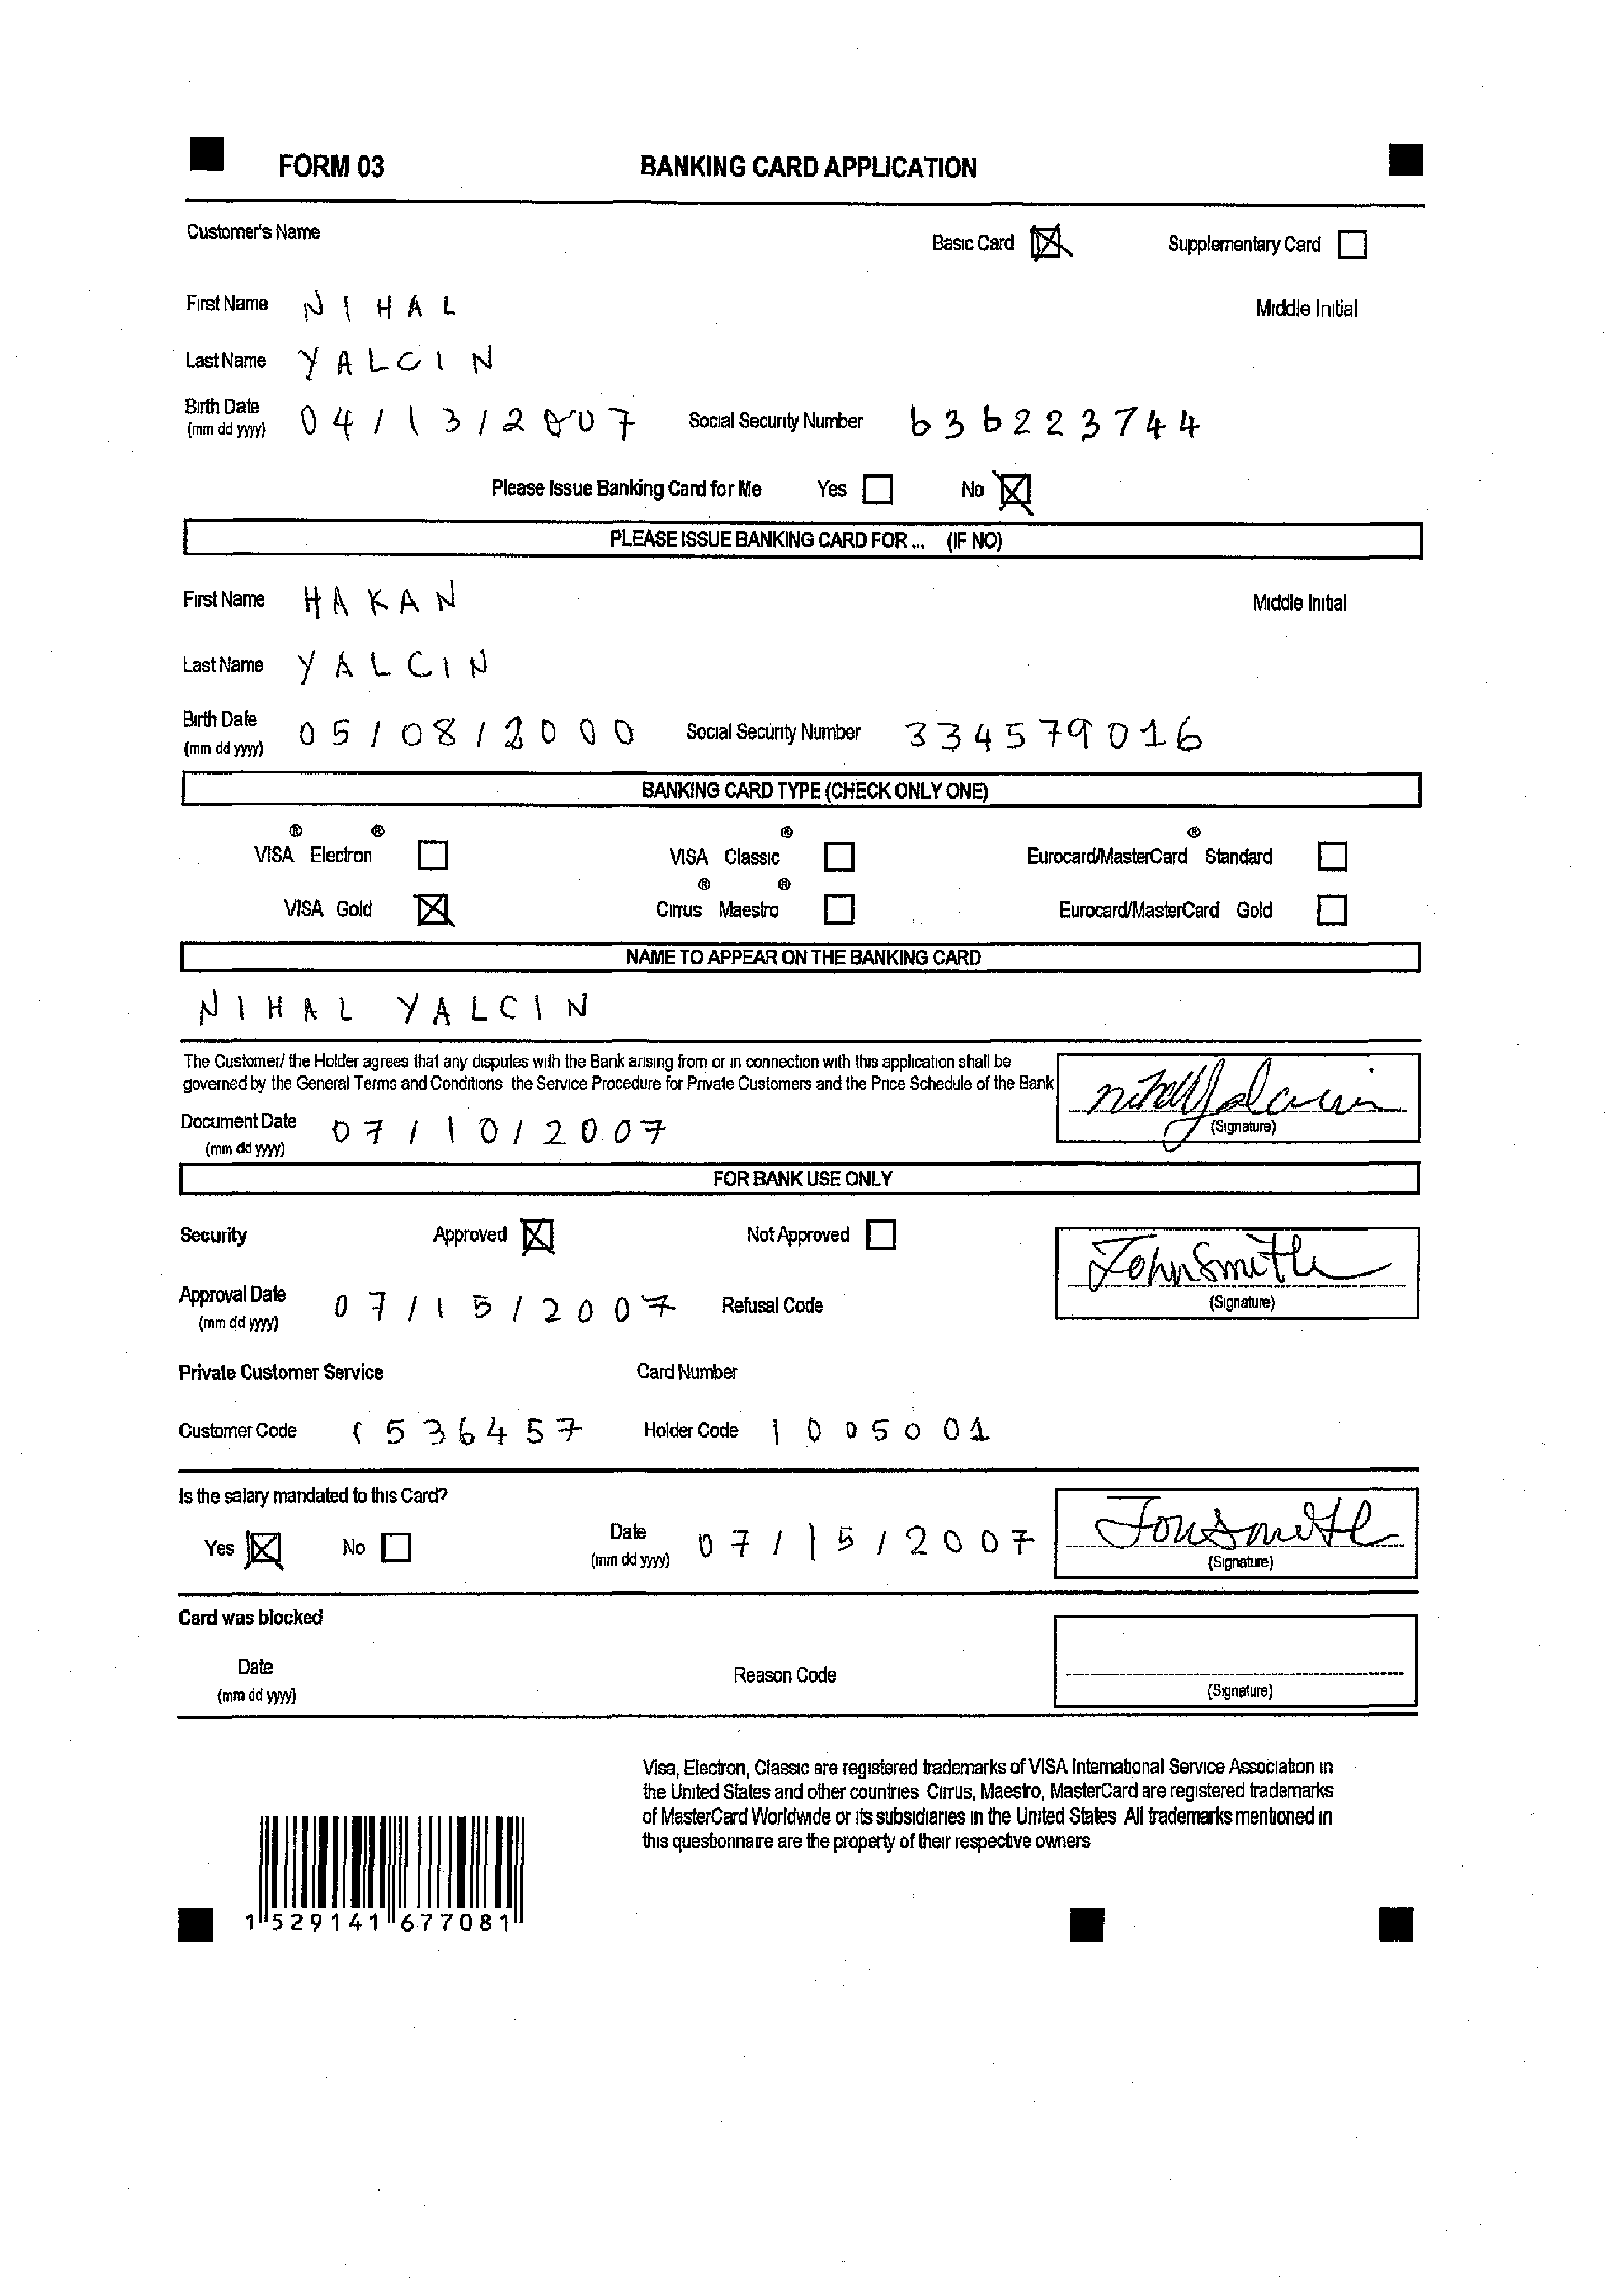 FORM 03 BANKING CARD APPLICATION
Customer's Name Basic Card Supplementary Card
First Name NIHAL Middle Initial
Last Name YALCIN
Birth Date (mm dd yyyy) 04/13/2007 Social Security Number 636223744
Please Issue Banking Card for Me Yes No
PLEASE ISSUE BANKING CARD FOR ... (IF NO)
First Name HAKAN Middle Initial
Last Name YALCIN
Birth Date (mm dd yyyy) 05/08/2000 Social Security Number 334579016
BANKING CARD TYPE (CHECK ONLY ONE)
VISA® Electron® VISA Classic® Eurocard/MasterCard® Standard
VISA Gold Cirrus® Maestro® Eurocard/MasterCard Gold
NAME TO APPEAR ON THE BANKING CARD
NIHAL YALCIN
The Customer/ the Holder agrees that any disputes with the Bank arising from or in connection with this application shall be
governed by the General Terms and Conditions the Service Procedure for Private Customers and the Price Schedule of the Bank
Document Date (mm dd yyyy) 07/10/2007 (Signature)
FOR BANK USE ONLY
Security Approved Not Approved John Smith
Approval Date (mm dd yyyy) 07/15/2007 Refusal Code (Signature)
Private Customer Service Card Number
Customer Code 1536457 Holder Code 1005001
Is the salary mandated to this Card?
Yes No Date (mm dd yyyy) 07/15/2007 (Signature)
Card was blocked
Date (mm dd yyyy) Reason Code (Signature)
Visa, Electron, Classic are registered trademarks of VISA International Service Association in
the United States and other countries Cirrus, Maestro, MasterCard are registered trademarks
of MasterCard Worldwide or its subsidiaries in the United States All trademarks mentioned in
this questionnaire are the property of their respective owners
1 529141 677081